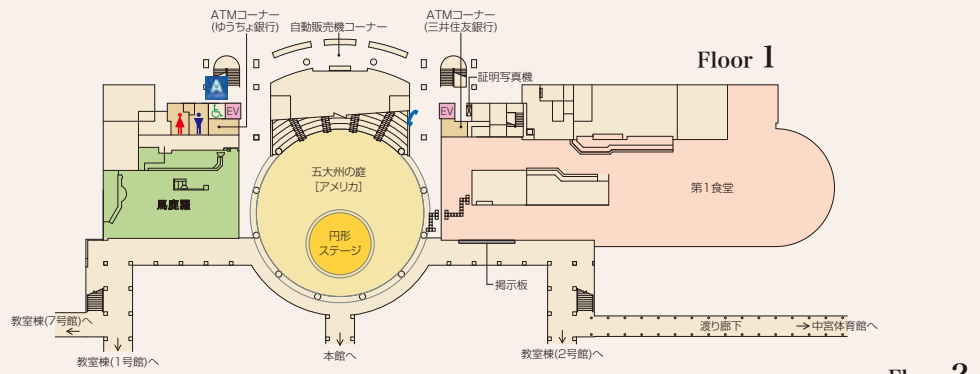 ATMコーナー
(ゆうちょ銀行)
自動販売機コーナー
ATMコーナー
(三井住友銀行)
Floor 1
証明写真機
A
EV
EV
五大州の庭
[アメリカ]
第1食堂
馬鹿羅
円形
ステージ
掲示板
教室棟(7号館)へ
渡り廊下
中宮体育館へ
教室棟(1号館)へ
本館へ
教室棟(2号館)へ